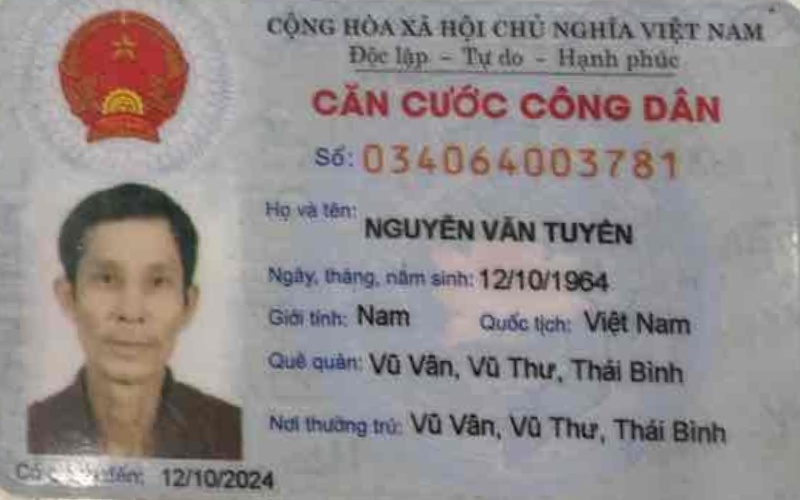 CỘNG HÒA XÃ HỘI CHỦ NGHĨA VIỆT NAM
Độc lập - Tự do - Hạnh phúc
CĂN CƯỚC CÔNG DÂN
Số: 034064003781
Họ và tên: NGUYỄN VĂN TUYÊN
Ngày, tháng, năm sinh: 12/10/1964
Giới tính: Nam Quốc tịch: Việt Nam
Quê quán: Vũ Vân, Vũ Thư, Thái Bình
Nơi thường trú: Vũ Vân, Vũ Thư, Thái Bình
Có đến: 12/10/2024